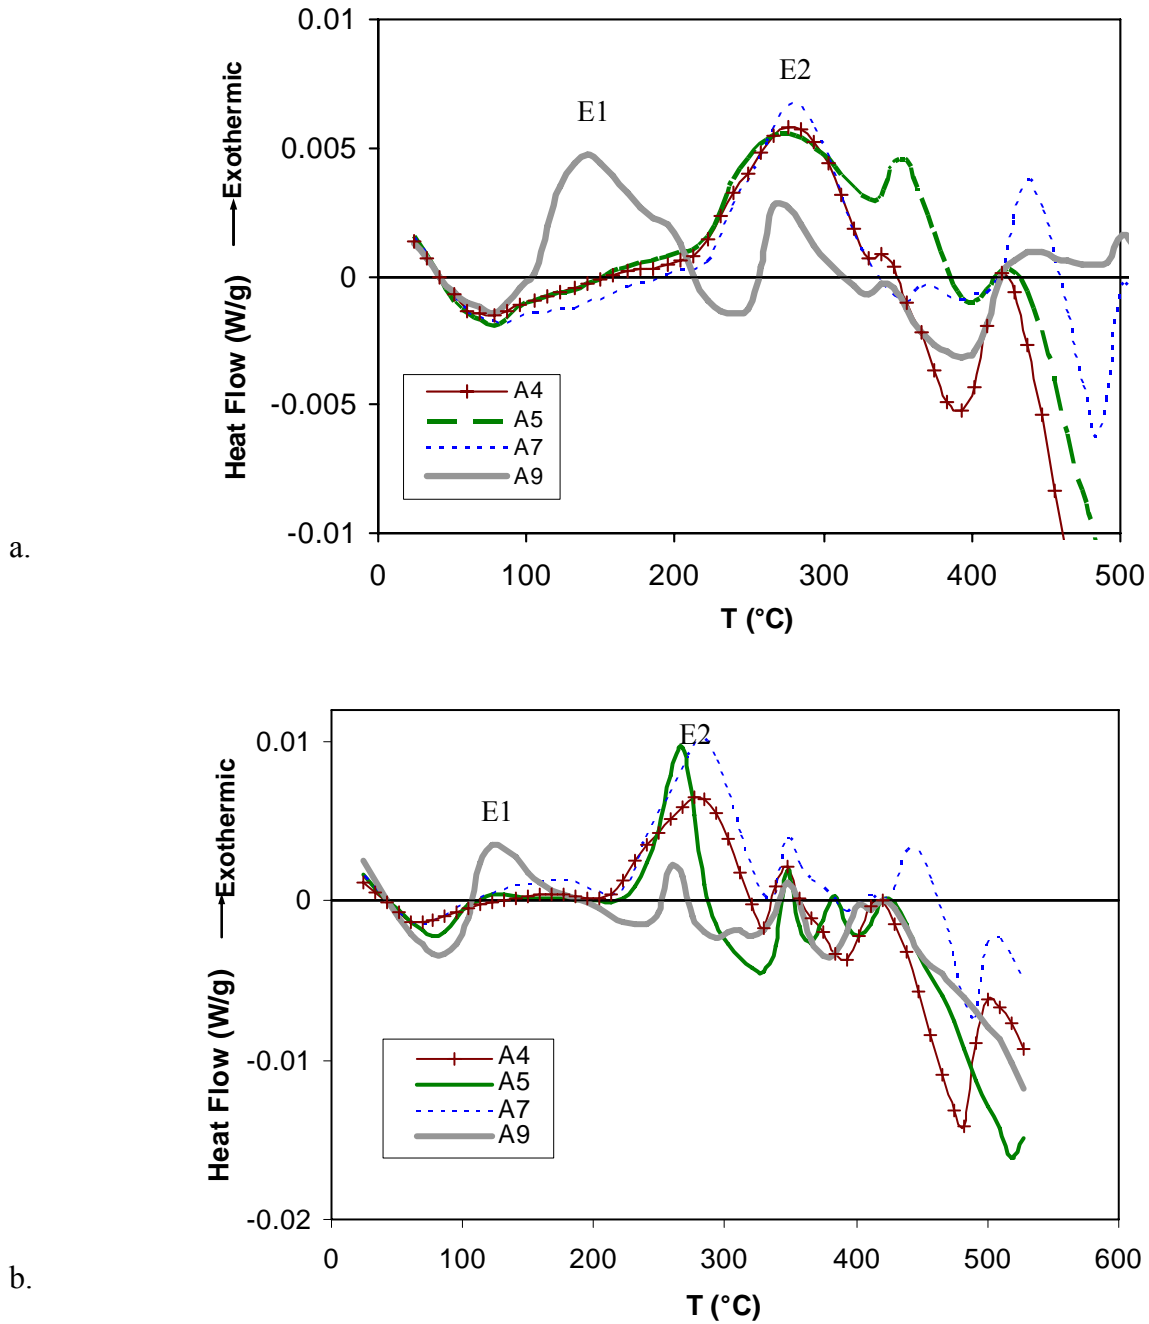 0.01
E2
E1
0.005
0
-0.005
-0.01
Heat Flow (W/g) Exothermic
A4
A5
A7
A9
0 100 200 300 400 500
T (°C)
a.
0.01
E2
E1
0
-0.01
-0.02
Heat Flow (W/g) Exothermic
A4
A5
A7
A9
0 100 200 300 400 500 600
T (°C)
b.